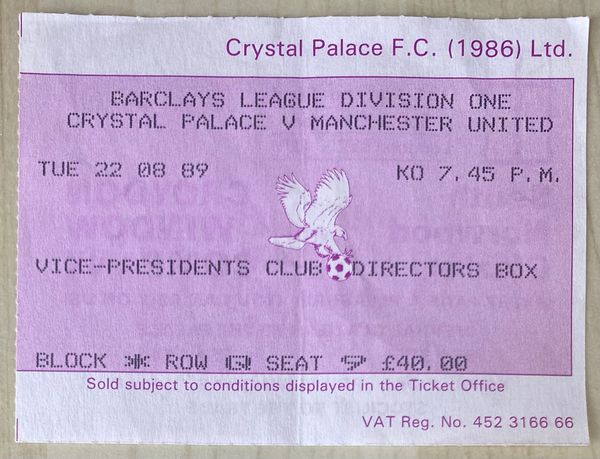 Crystal Palace F.C. (1986) Ltd.
BARCLAYS LEAGUE DIVISION ONE
CRYSTAL PALACE V MANCHESTER UNITED
TUE 22 08 89 KO 7.45 P.M.
VICE-PRESIDENTS CLUB DIRECTORS BOX
BLOCK ROW SEAT £40.00
Sold subject to conditions displayed in the Ticket Office
VAT Reg. No. 452 3166 66